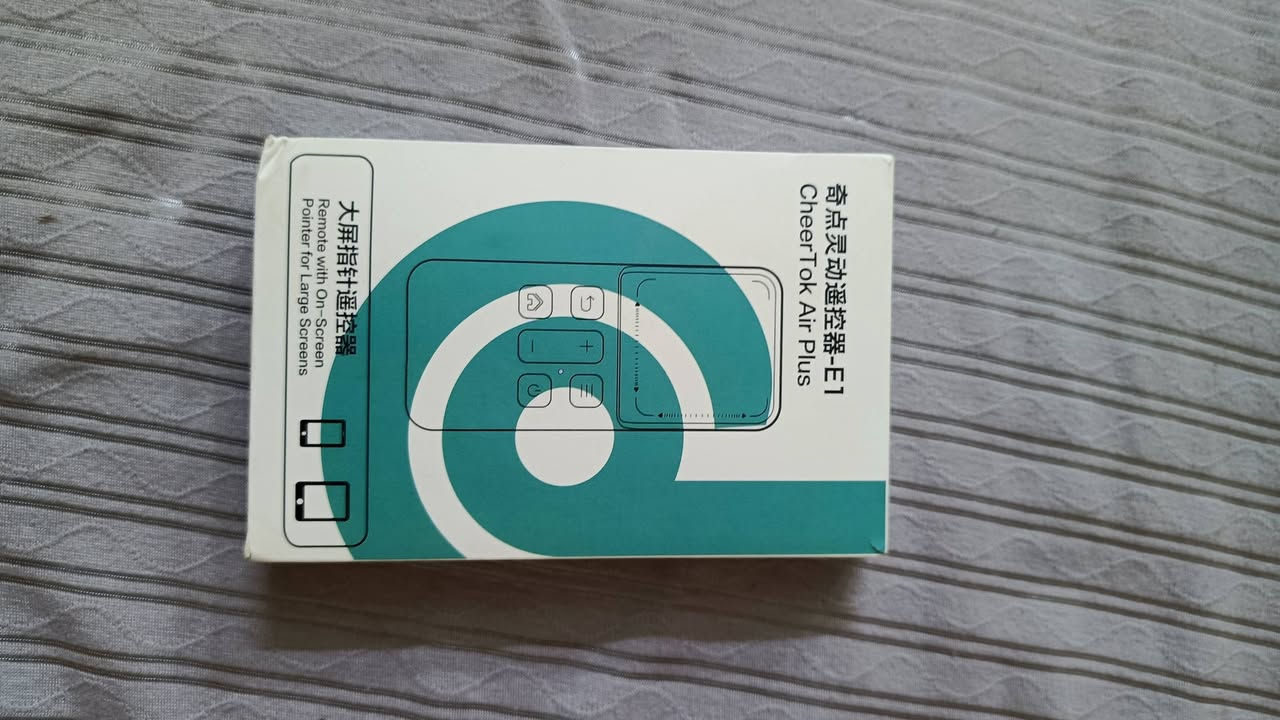 奇点灵动遥控器-E1
CheerTok Air Plus
大屏指针遥控器
Remote with On-Screen
Pointer for Large Screens